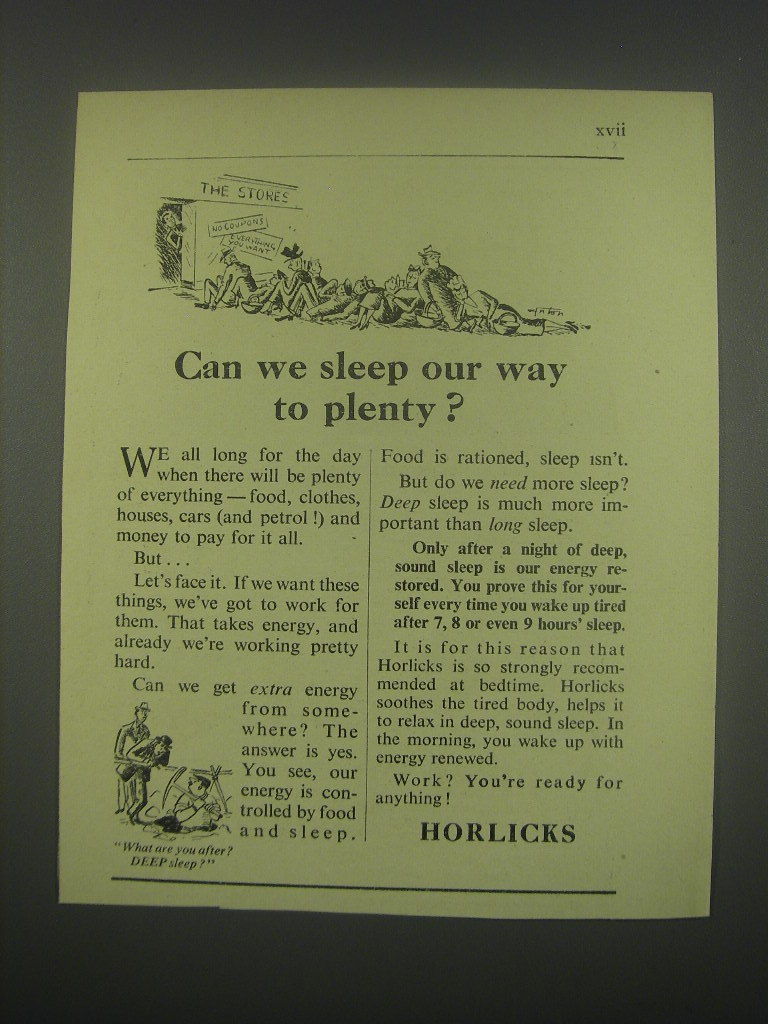 xvii
THE STORES
NO COUPONS
EVERYTHING
YOU WANT
ANTON
Can we sleep our way
to plenty?
WE all long for the day
when there will be plenty
of everything — food, clothes,
houses, cars (and petrol!) and
money to pay for it all.
But...
Let's face it. If we want these
things, we've got to work for
them. That takes energy, and
already we're working pretty
hard.
Can we get extra energy
from some-
where? The
answer is yes.
You see, our
energy is con-
trolled by food
and sleep.
"What are you after?
DEEP sleep?"
Food is rationed, sleep isn't.
But do we need more sleep?
Deep sleep is much more im-
portant than long sleep.
Only after a night of deep,
sound sleep is our energy re-
stored. You prove this for your-
self every time you wake up tired
after 7, 8 or even 9 hours' sleep.
It is for this reason that
Horlicks is so strongly recom-
mended at bedtime. Horlicks
soothes the tired body, helps it
to relax in deep, sound sleep. In
the morning, you wake up with
energy renewed.
Work? You're ready for
anything!
HORLICKS